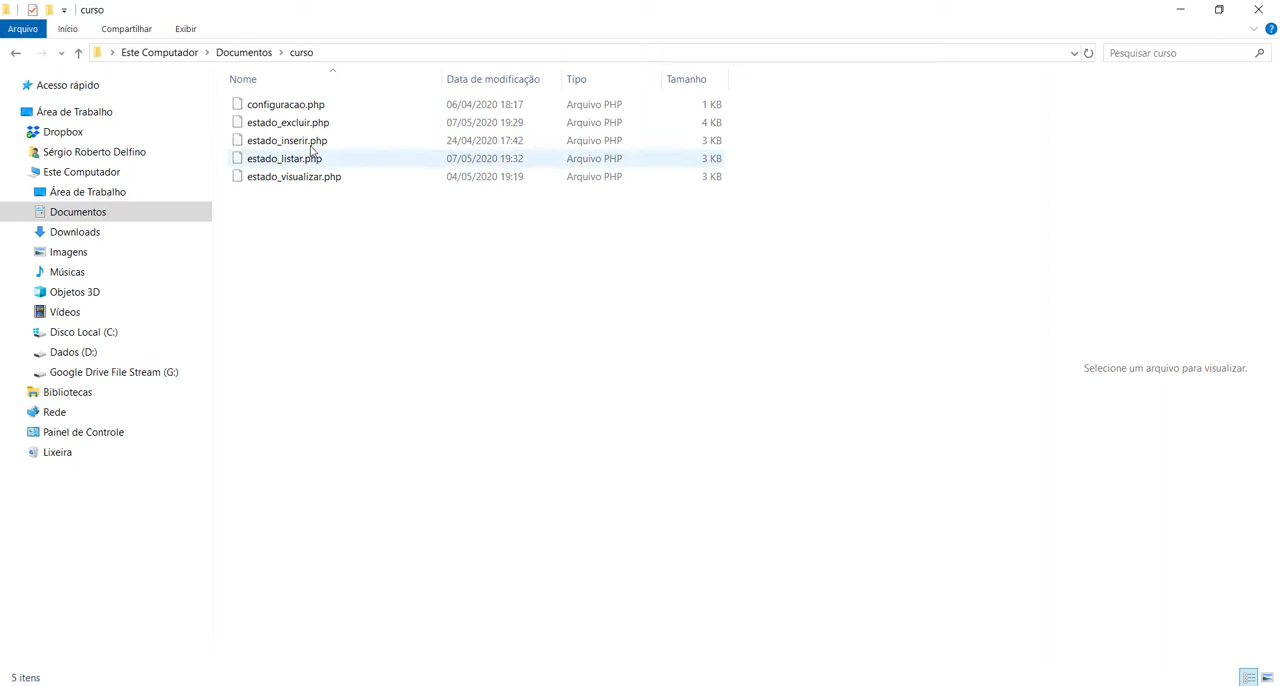 curso
Arquivo Início Compartilhar Exibir
Este Computador Documentos curso
Pesquisar curso
Acesso rápido
Área de Trabalho
Dropbox
Sérgio Roberto Delfino
Este Computador
Área de Trabalho
Documentos
Downloads
Imagens
Músicas
Objetos 3D
Vídeos
Disco Local (C:)
Dados (D:)
Google Drive File Stream (G:)
Bibliotecas
Rede
Painel de Controle
Lixeira
Nome Data de modificação Tipo Tamanho
configuracao.php 06/04/2020 18:17 Arquivo PHP 1 KB
estado_excluir.php 07/05/2020 19:29 Arquivo PHP 4 KB
estado_inserir.php 24/04/2020 17:42 Arquivo PHP 3 KB
estado_listar.php 07/05/2020 19:32 Arquivo PHP 3 KB
estado_visualizar.php 04/05/2020 19:19 Arquivo PHP 3 KB
Selecione um arquivo para visualizar.
5 itens